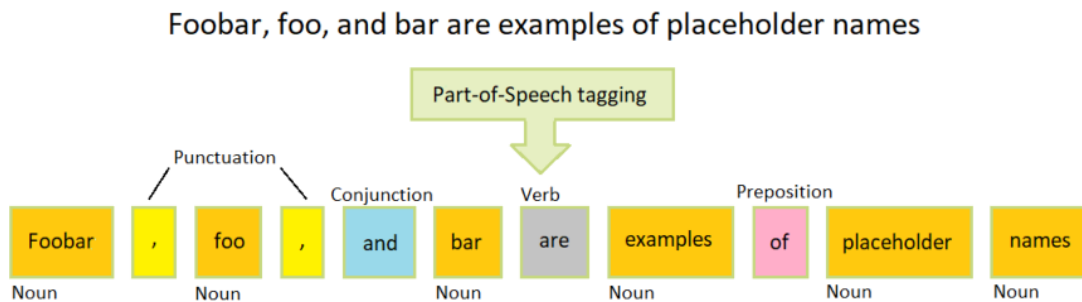 Foobar, foo, and bar are examples of placeholder names
Part-of-Speech tagging
Punctuation
Conjunction Verb Preposition
Foobar , foo , and bar are examples of placeholder names
Noun Noun Noun Noun Noun Noun